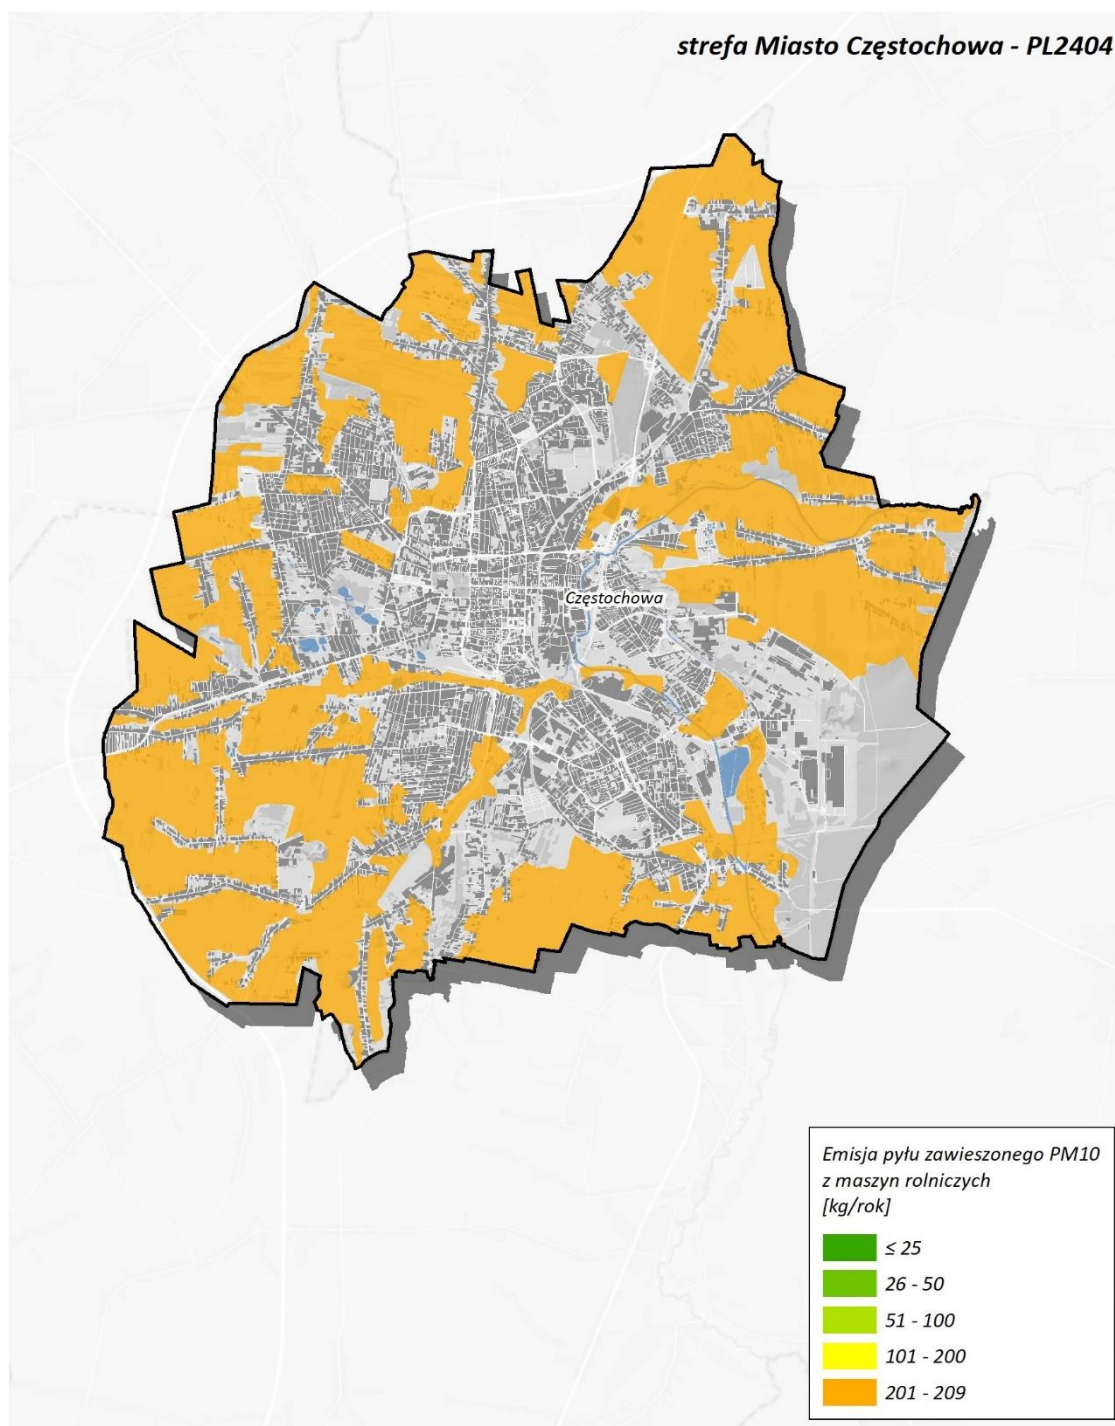 strefa Miasto Częstochowa - PL2404
Częstochowa
Emisja pyłu zawieszonego PM10
z maszyn rolniczych
[kg/rok]
≤ 25
26 - 50
51 - 100
101 - 200
201 - 209